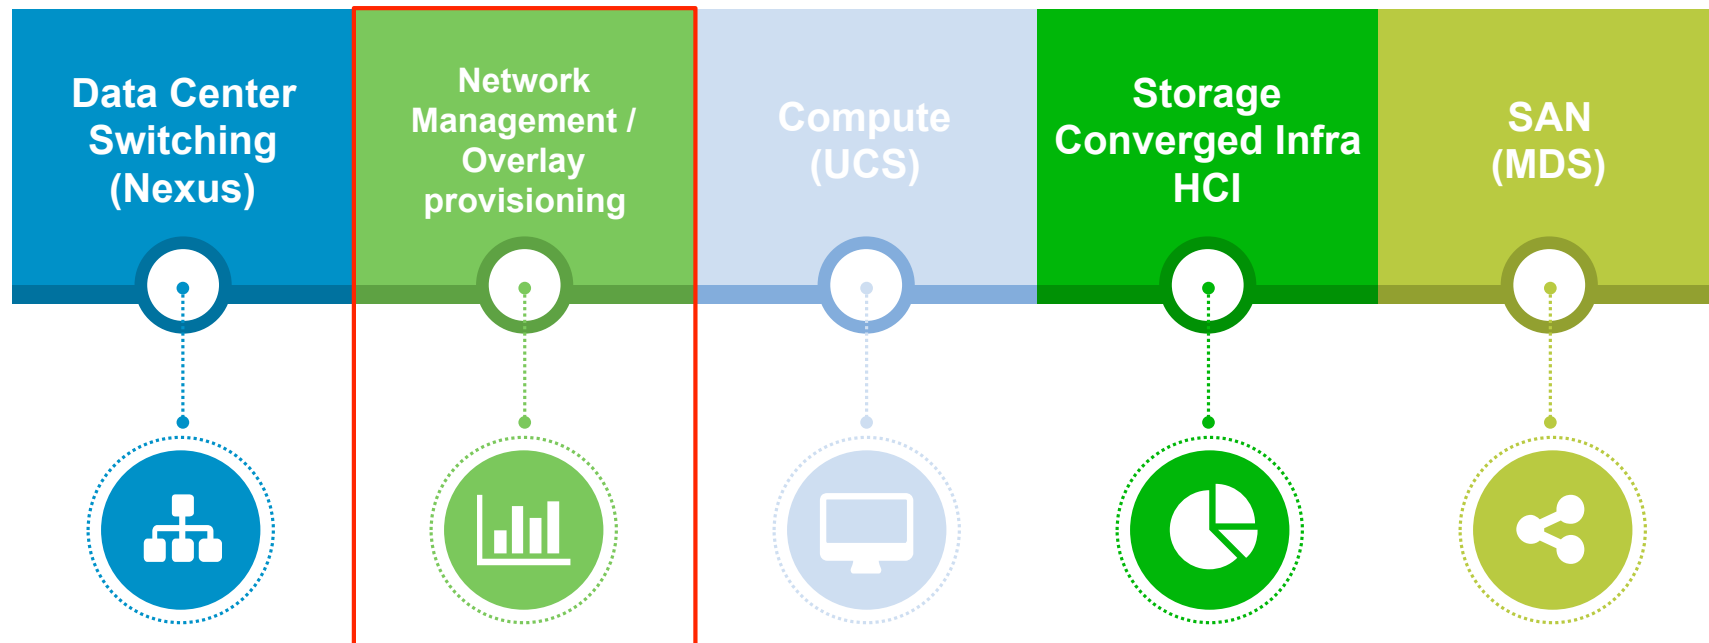 Data Center
Switching
(Nexus)
Network
Management /
Overlay
provisioning
Compute
(UCS)
Storage
Converged Infra
HCI
SAN
(MDS)